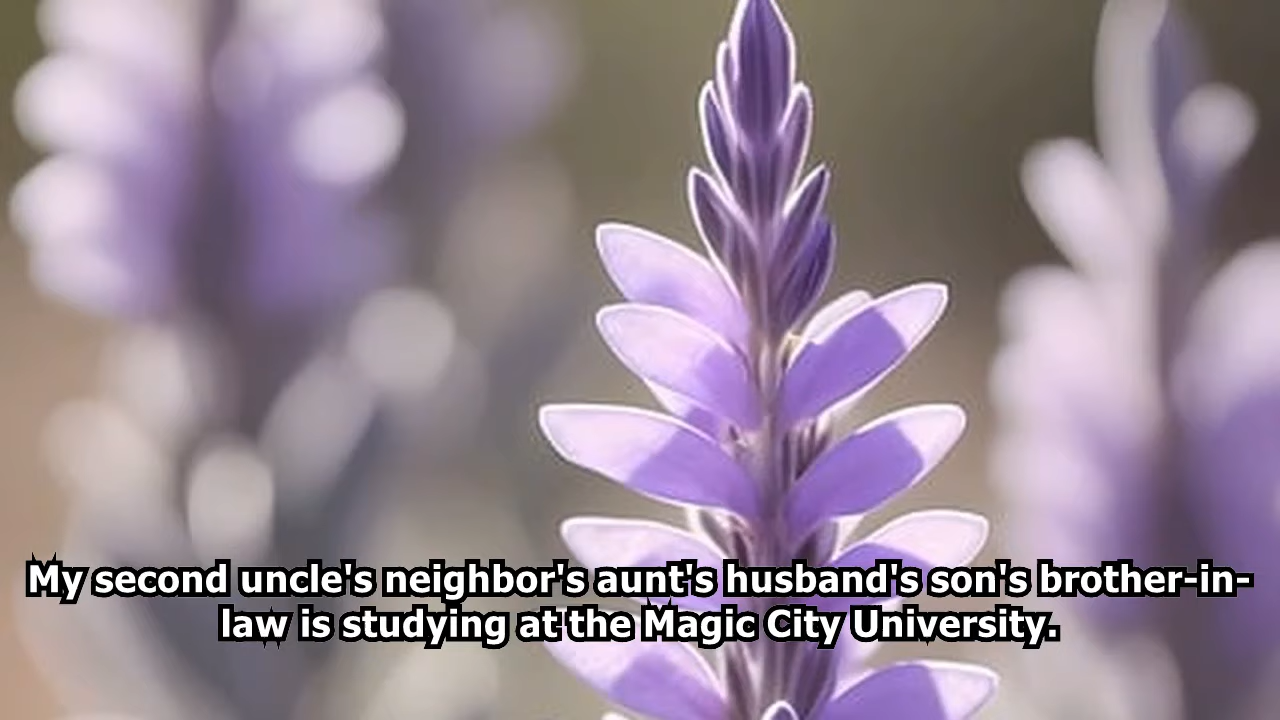 My second uncle's neighbor's aunt's husband's son's brother-in-
law is studying at the Magic City University.